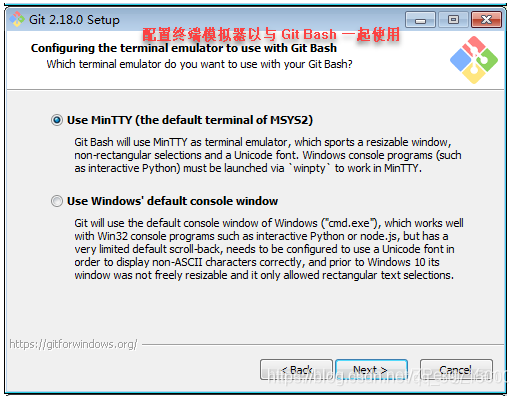 Git 2.18.0 Setup
配置终端模拟器以与 Git Bash 一起使用
Configuring the terminal emulator to use with Git Bash
Which terminal emulator do you want to use with your Git Bash?
Use MinTTY (the default terminal of MSYS2)
Git Bash will use MinTTY as terminal emulator, which sports a resizable window,
non-rectangular selections and a Unicode font. Windows console programs (such
as interactive Python) must be launched via `winpty` to work in MinTTY.
Use Windows' default console window
Git will use the default console window of Windows ("cmd.exe"), which works well
with Win32 console programs such as interactive Python or node.js, but has a
very limited default scroll-back, needs to be configured to use a Unicode font in
order to display non-ASCII characters correctly, and prior to Windows 10 its
window was not freely resizable and it only allowed rectangular text selections.
https://gitforwindows.org/
< Back
Next >
Cancel